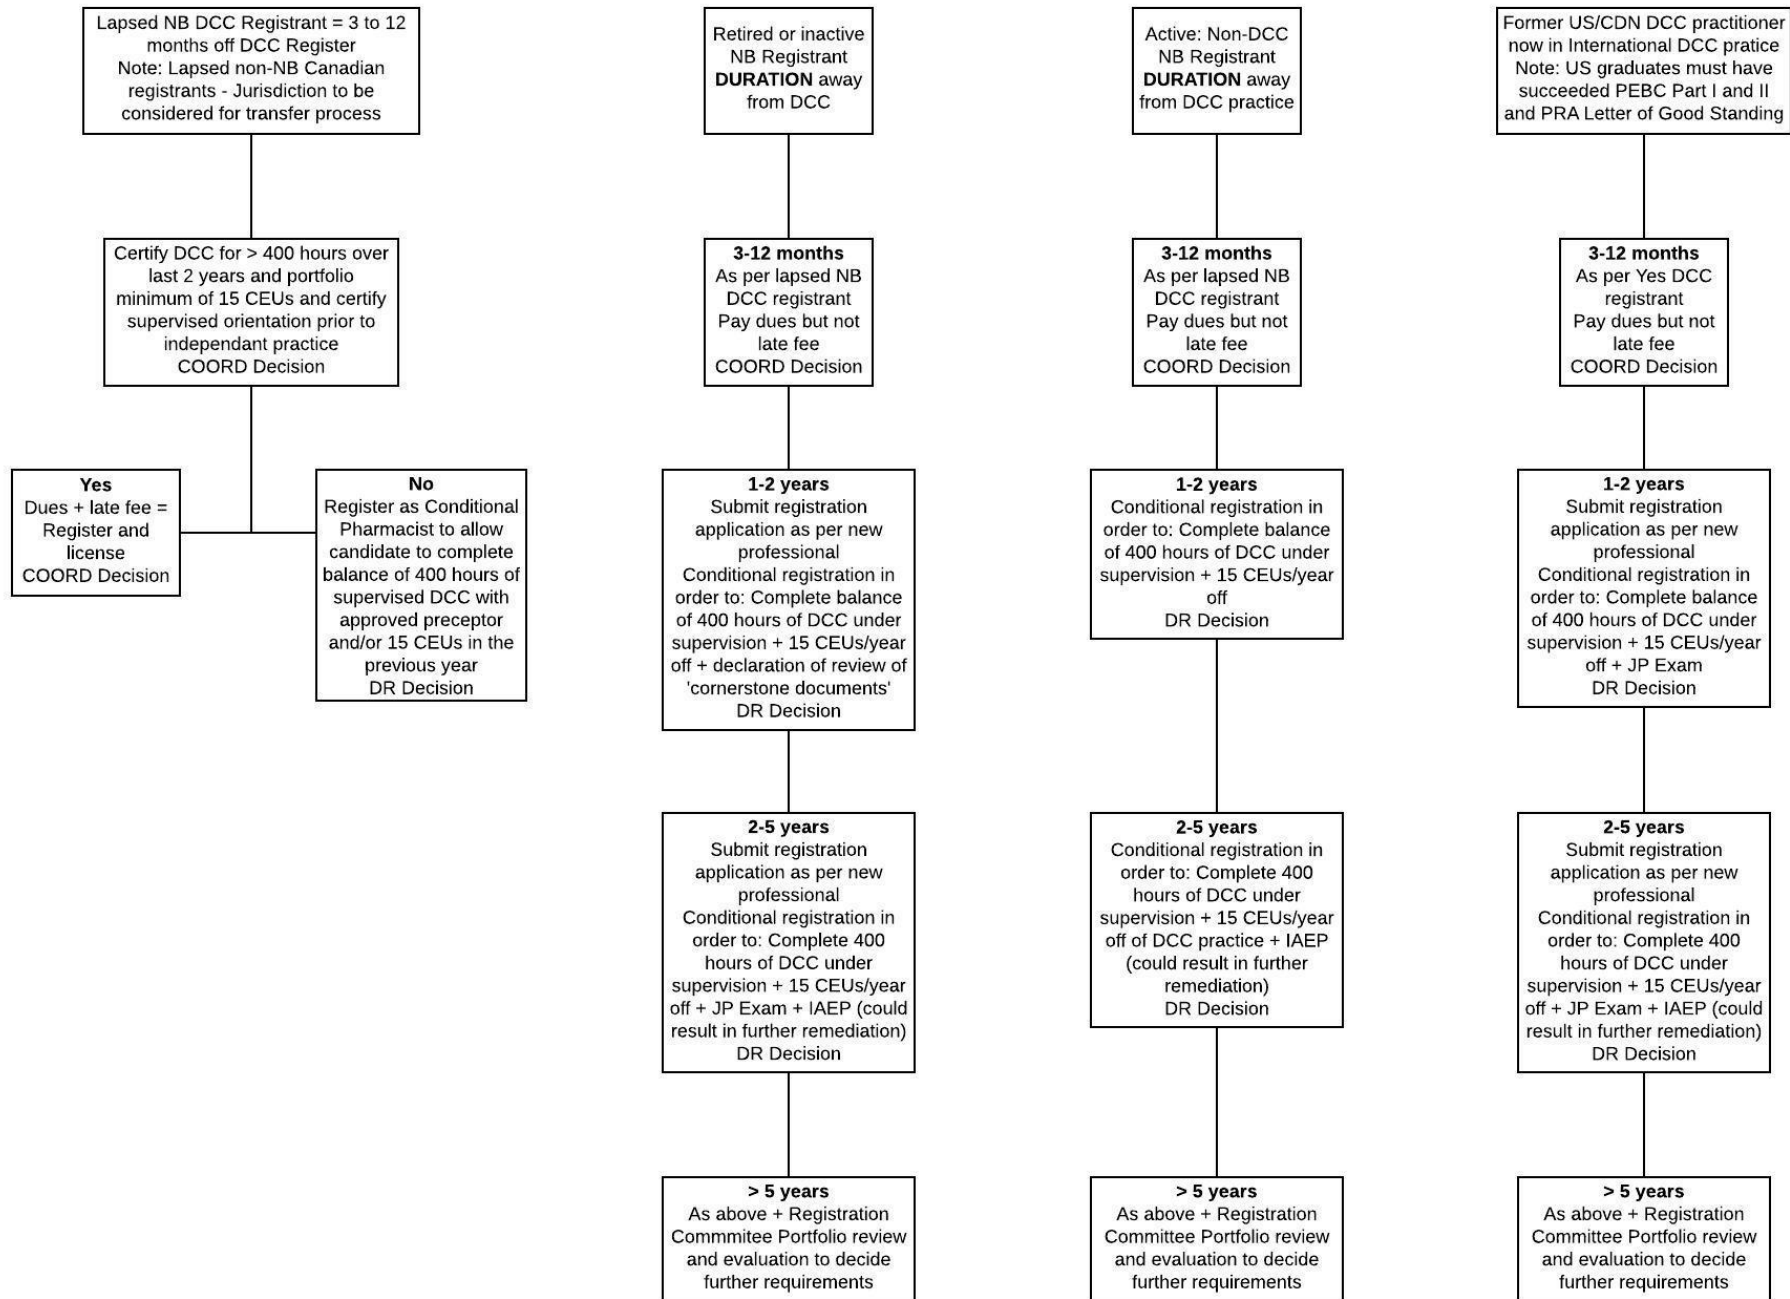 Lapsed NB DCC Registrant = 3 to 12
months off DCC Register
Note: Lapsed non-NB Canadian
registrants - Jurisdiction to be
considered for transfer process
Certify DCC for > 400 hours over
last 2 years and portfolio
minimum of 15 CEUs and certify
supervised orientation prior to
independant practice
COORD Decision
Yes
Dues + late fee =
Register and
license
COORD Decision
No
Register as Conditional
Pharmacist to allow
candidate to complete
balance of 400 hours of
supervised DCC with
approved preceptor
and/or 15 CEUs in the
previous year
DR Decision
Retired or inactive
NB Registrant
DURATION away
from DCC
3-12 months
As per lapsed NB
DCC registrant
Pay dues but not
late fee
COORD Decision
1-2 years
Submit registration
application as per new
professional
Conditional registration in
order to: Complete balance
of 400 hours of DCC under
supervision + 15 CEUs/year
off + declaration of review of
'cornerstone documents'
DR Decision
2-5 years
Submit registration
application as per new
professional
Conditional registration in
order to: Complete 400
hours of DCC under
supervision + 15 CEUs/year
off + JP Exam + IAEP (could
result in further remediation)
DR Decision
> 5 years
As above + Registration
Commmitee Portfolio review
and evaluation to decide
further requirements
Active: Non-DCC
NB Registrant
DURATION away
from DCC practice
3-12 months
As per lapsed NB
DCC registrant
Pay dues but not
late fee
COORD Decision
1-2 years
Conditional registration in
order to: Complete balance
of 400 hours of DCC under
supervision + 15 CEUs/year
off
DR Decision
2-5 years
Conditional registration in
order to: Complete 400
hours of DCC under
supervision + 15 CEUs/year
off of DCC practice + IAEP
(could result in further
remediation)
DR Decision
> 5 years
As above + Registration
Committee Portfolio review
and evaluation to decide
further requirements
Former US/CDN DCC practitioner
now in International DCC pratice
Note: US graduates must have
succeeded PEBC Part I and II
and PRA Letter of Good Standing
3-12 months
As per Yes DCC
registrant
Pay dues but not
late fee
COORD Decision
1-2 years
Submit registration
application as per new
professional
Conditional registration in
order to: Complete balance
of 400 hours of DCC under
supervision + 15 CEUs/year
off + JP Exam
DR Decision
2-5 years
Submit registration
application as per new
professional
Conditional registration in
order to: Complete 400
hours of DCC under
supervision + 15 CEUs/year
off + JP Exam + IAEP (could
result in further remediation)
DR Decision
> 5 years
As above + Registration
Committee Portfolio review
and evaluation to decide
further requirements